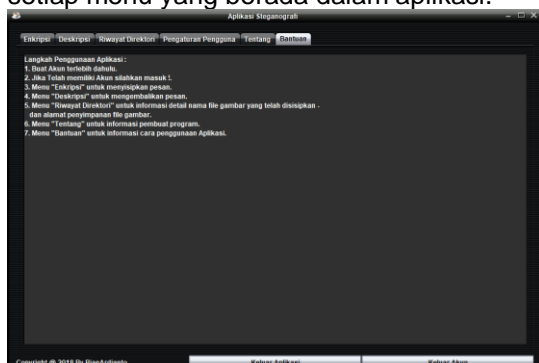 setiap menu yang berada dalam aplikasi.
Aplikasi Steganografi
Enkripsi Deskripsi Riwayat Direktori Pengaturan Pengguna Tentang Bantuan
Langkah Penggunaan Aplikasi :
1. Buat Akun terlebih dahulu.
2. Jika Telah memiliki Akun silahkan masuk !.
3. Menu "Enkripsi" untuk menyisipkan pesan.
4. Menu "Deskripsi" untuk mengembalikan pesan.
5. Menu "Riwayat Direktori" untuk informasi detail nama file gambar yang telah disisipkan -
dan alamat penyimpanan file gambar.
6. Menu "Tentang" untuk informasi pembuat program.
7. Menu "Bantuan" untuk informasi cara penggunaan Aplikasi.
Copyright @ 2018 By RianArdianto Keluar Aplikasi Keluar Akun